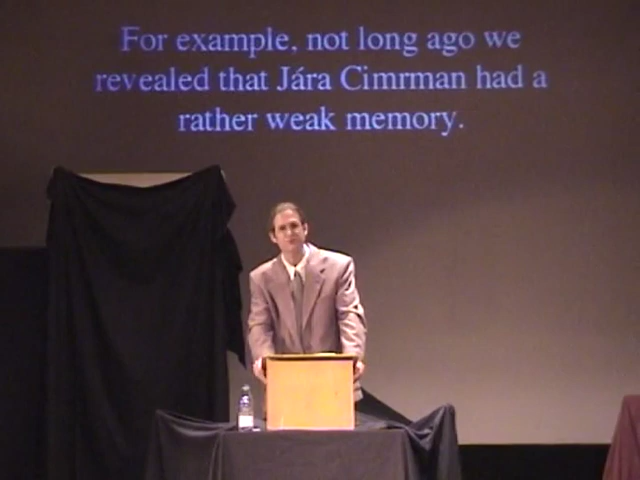 For example, not long ago we
revealed that Jára Cimrman had a
rather weak memory.